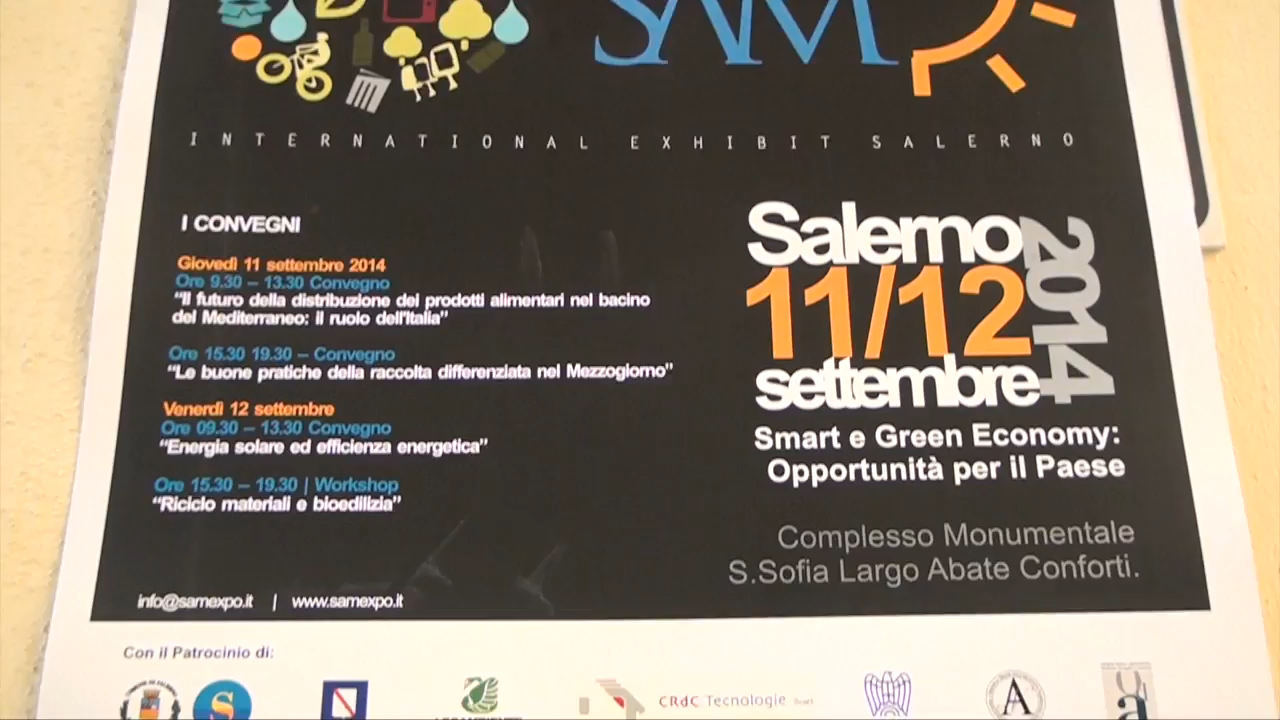 SAM
INTERNATIONAL EXHIBIT SALERNO
I CONVEGNI
Giovedì 11 settembre 2014
Ore 9.30 – 13.30 Convegno
“Il futuro della distribuzione dei prodotti alimentari nel bacino
del Mediterraneo: il ruolo dell'Italia”
Ore 15.30 19.30 – Convegno
“Le buone pratiche della raccolta differenziata nel Mezzogiorno”
Venerdì 12 settembre
Ore 09.30 – 13.30 Convegno
“Energia solare ed efficienza energetica”
Ore 15.30 – 19.30 | Workshop
“Riciclo materiali e bioedilizia”
info@samexpo.it | www.samexpo.it
Salerno
11/12
settembre
2014
Smart e Green Economy:
Opportunità per il Paese
Complesso Monumentale
S.Sofia Largo Abate Conforti.
Con il Patrocinio di:
S
CRdC Tecnologie
A